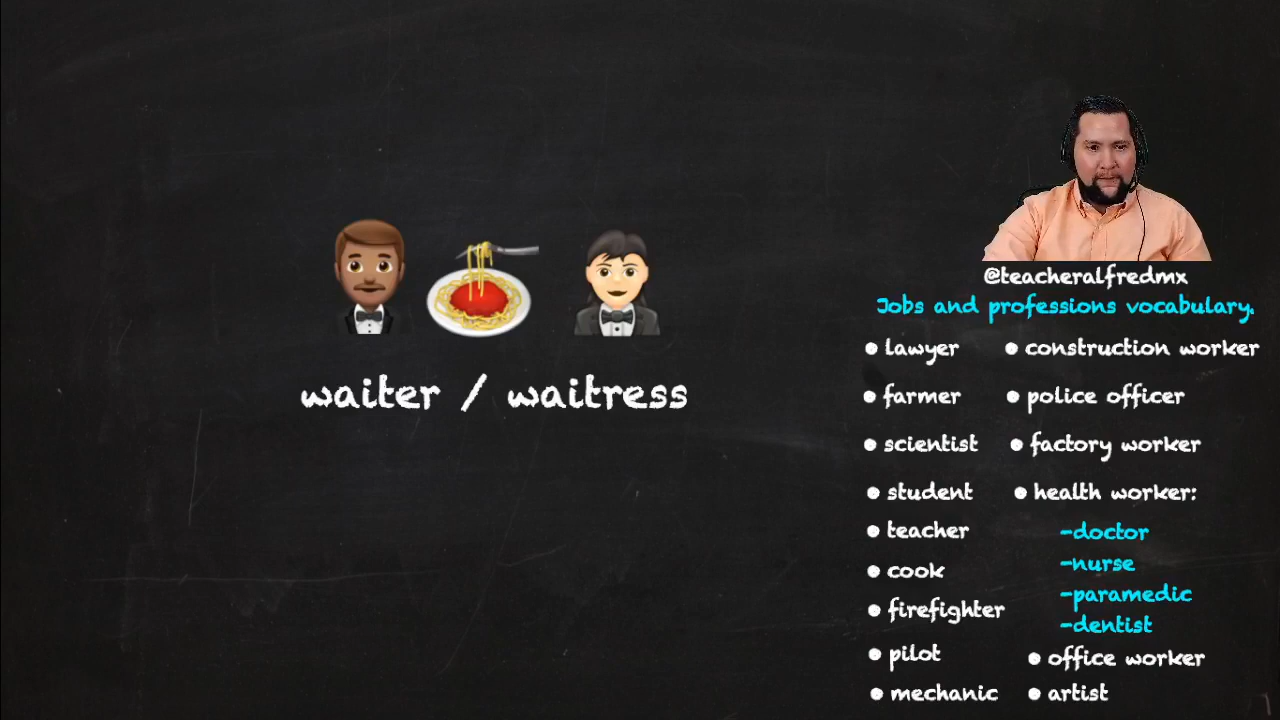 waiter / waitress
@teacheralfredmx
Jobs and professions vocabulary.
• lawyer
• farmer
• scientist
• student
• teacher
• cook
• firefighter
• pilot
• mechanic
• construction worker
• police officer
• factory worker
• health worker:
-doctor
-nurse
-paramedic
-dentist
• office worker
• artist